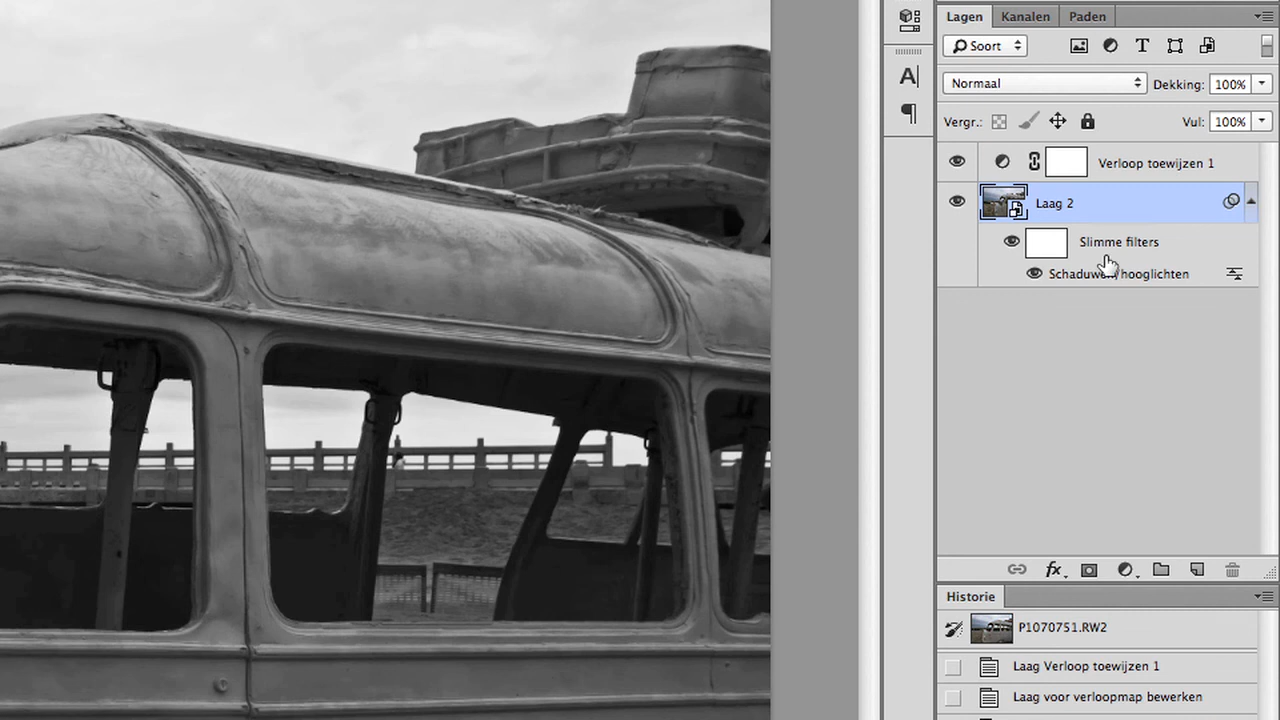 Lagen Kanalen Paden
Soort T
A
Normaal Dekking: 100%
Vergr.: Vul: 100%
Verloop toewijzen 1
Laag 2
Slimme filters
Schaduwen/hooglichten
fx
Historie
P1070751.RW2
Laag Verloop toewijzen 1
Laag voor verloopmap bewerken